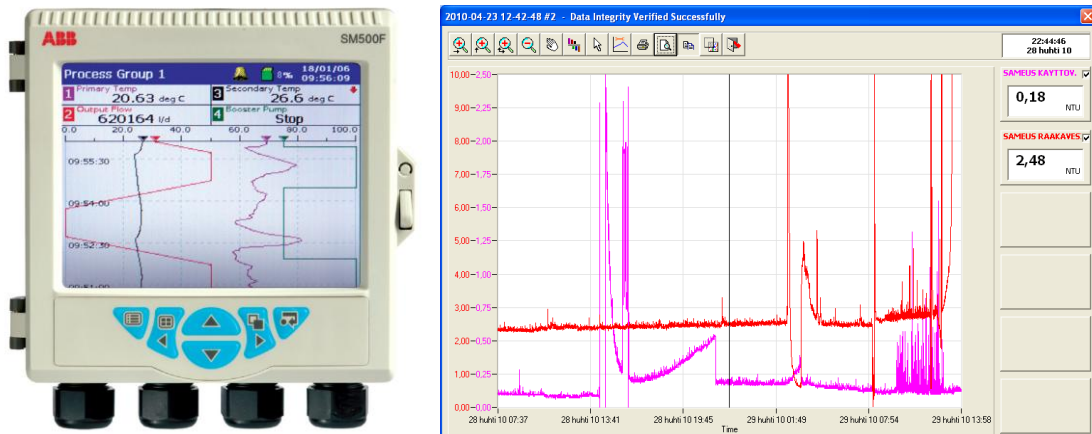 ABB
SM500F
Process Group 1
8%
18/01/06
09:56:09
1 Primary Temp
20.63 deg C
3 Secondary Temp
26.6 deg C
2 Output Flow
620164 l/d
4 Booster Pump
Stop
0.0 20.0 40.0 60.0 80.0 100.0
09:55:30
09:54:00
09:52:30
09:51:00
2010-04-23 12-42-48 #2 - Data Integrity Verified Successfully
22:44:46
28 huhti 10
SAMEUS KÄYTTÖV.
0,18
NTU
SAMEUS RAAKAVES
2,48
NTU
10,00 2,50
9,00 2,25
8,00 2,00
7,00 1,75
6,00 1,50
5,00 1,25
4,00 1,00
3,00 0,75
2,00 0,50
1,00 0,25
0,00 0,00
28 huhti 10 07:37
28 huhti 10 13:41
28 huhti 10 19:45
29 huhti 10 01:49
29 huhti 10 07:54
29 huhti 10 13:58
Time